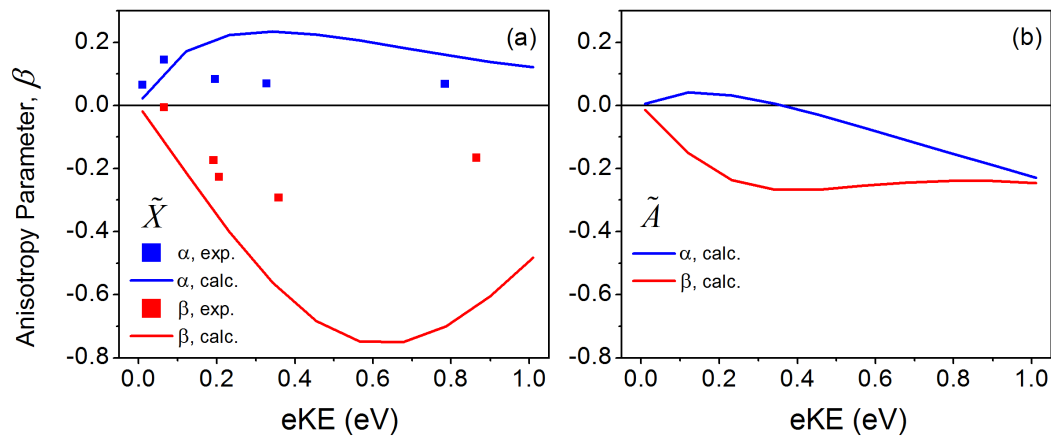 Anisotropy Parameter, β
0.2
0.0
-0.2
-0.4
-0.6
-0.8
(a)
X̃
α, exp.
α, calc.
β, exp.
β, calc.
0.0 0.2 0.4 0.6 0.8 1.0
eKE (eV)
0.2
0.0
-0.2
-0.4
-0.6
-0.8
(b)
Ã
α, calc.
β, calc.
0.0 0.2 0.4 0.6 0.8 1.0
eKE (eV)